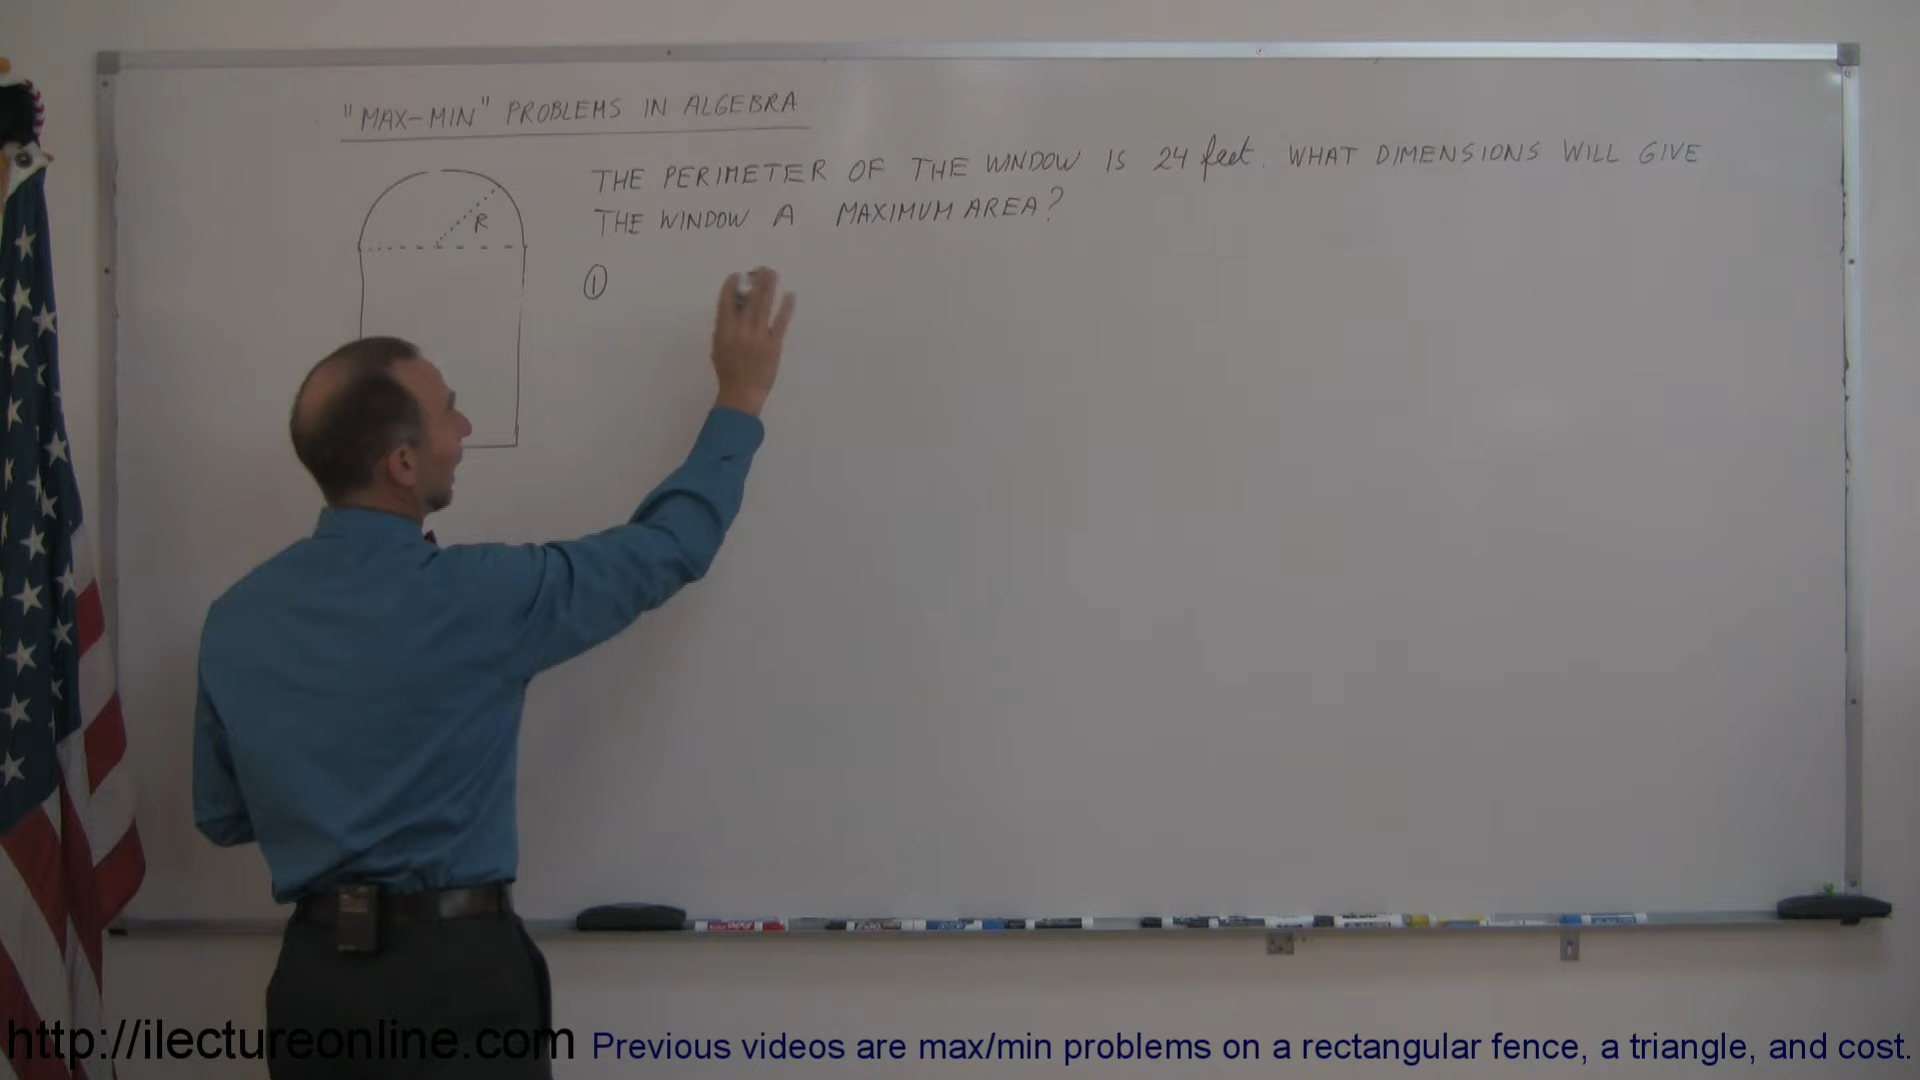 "MAX-MIN" PROBLEMS IN ALGEBRA
THE PERIMETER OF THE WINDOW IS 24 feet. WHAT DIMENSIONS WILL GIVE
THE WINDOW A MAXIMUM AREA?
R
①
http://ilectureonline.com Previous videos are max/min problems on a rectangular fence, a triangle, and cost.